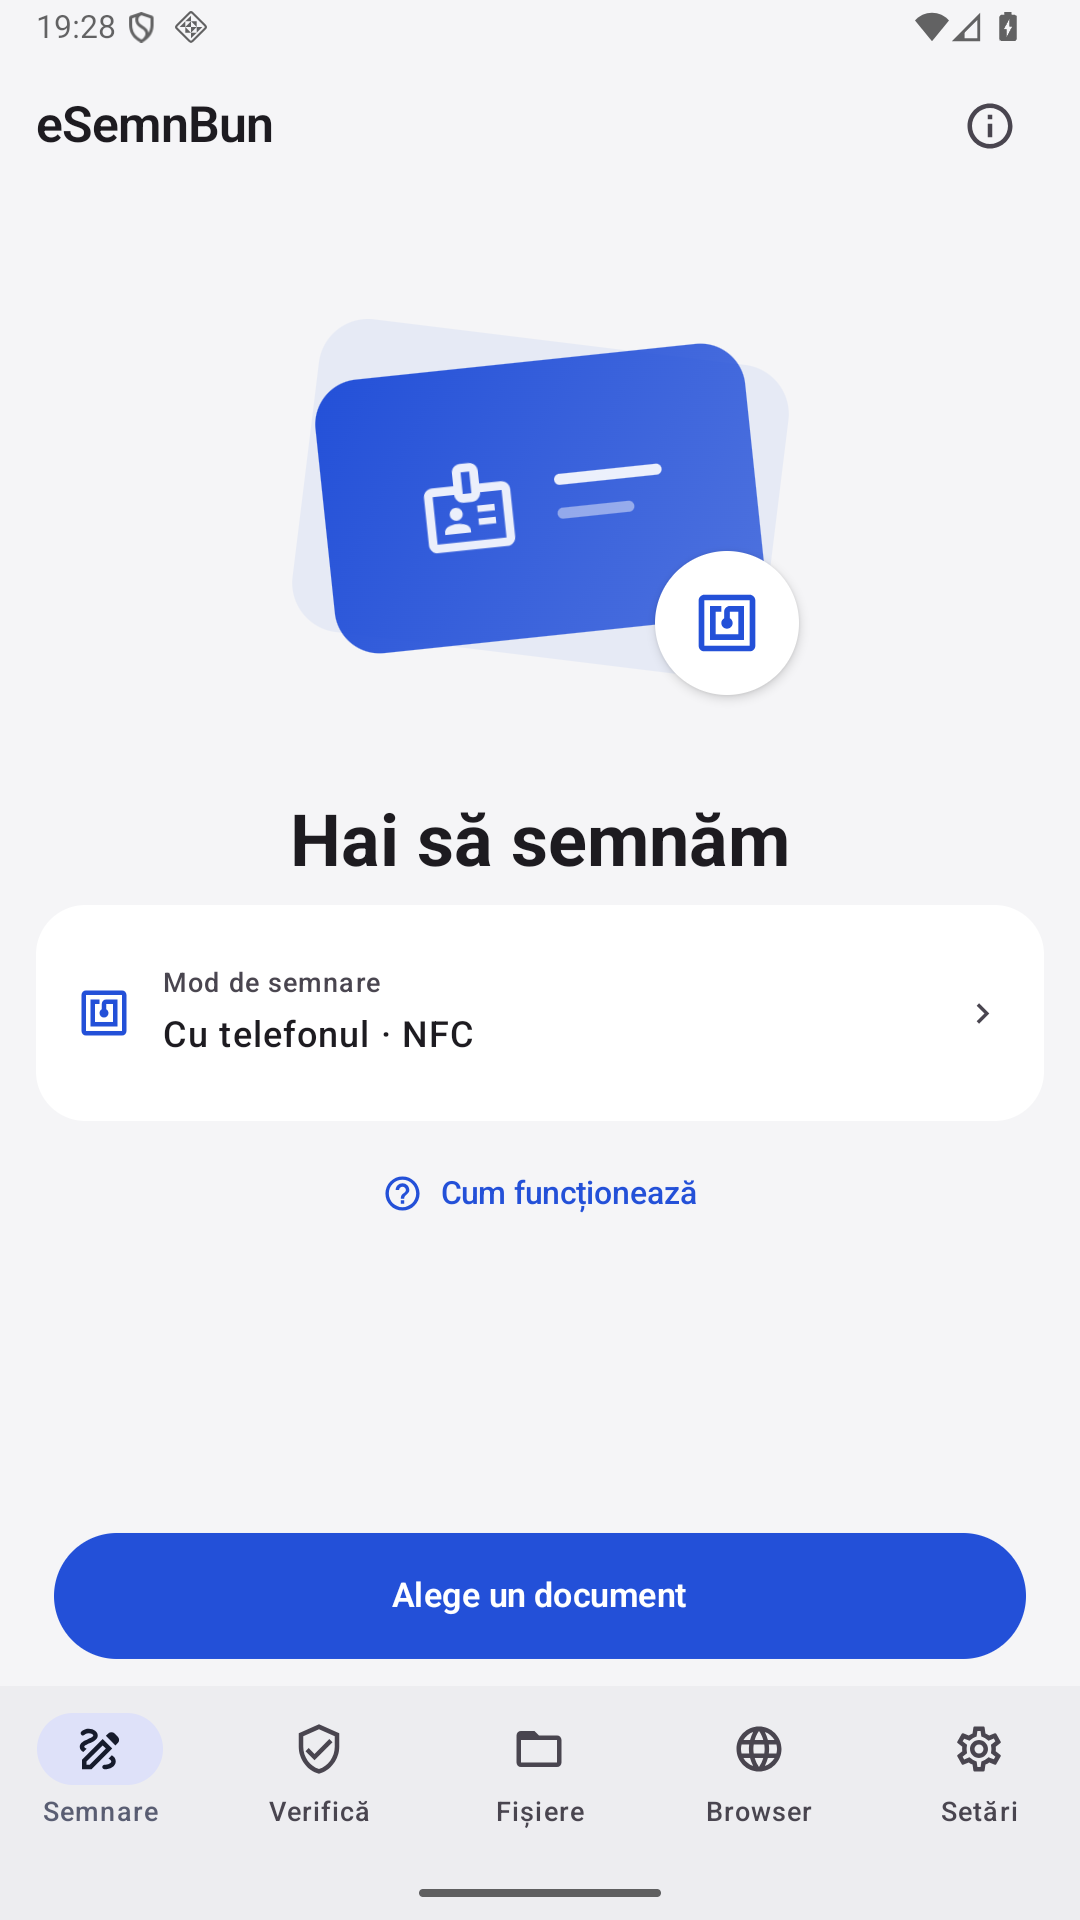 19:28
eSemnBun
Hai să semnăm
Mod de semnare
Cu telefonul · NFC
Cum funcționează
Alege un document
Semnare
Verifică
Fișiere
Browser
Setări